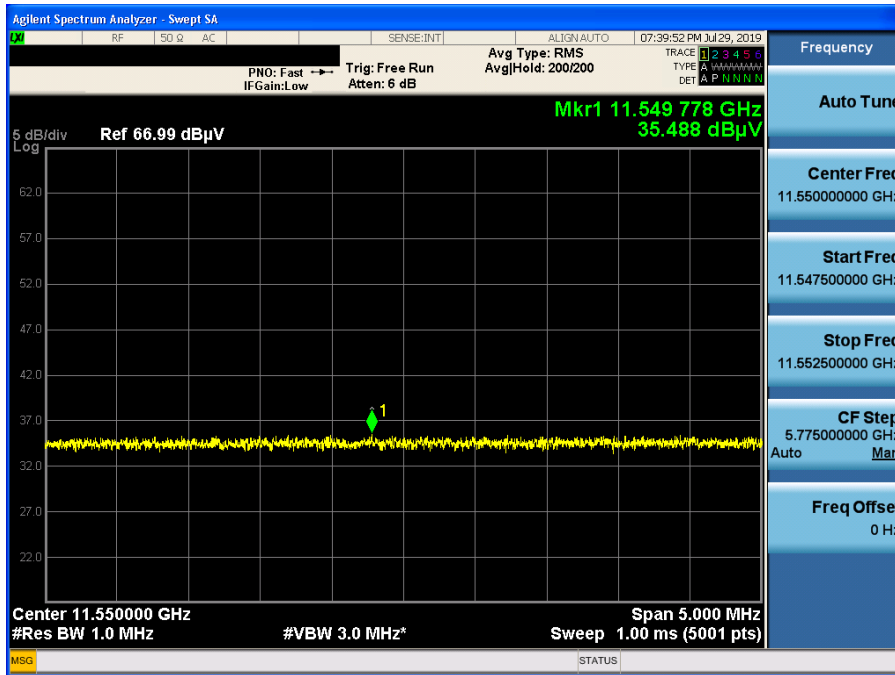 Agilent Spectrum Analyzer - Swept SA
LXI RF 50 Ω AC SENSE:INT ALIGN AUTO 07:39:52 PM Jul 29, 2019
PNO: Fast Trig: Free Run Avg Type: RMS TRACE 1 2 3 4 5 6
IFGain:Low Atten: 6 dB Avg|Hold: 200/200 TYPE A
DET A P N N N N
Mkr1 11.549 778 GHz
35.488 dBµV
5 dB/div Ref 66.99 dBµV
Log
62.0
57.0
52.0
47.0
42.0
37.0
32.0
27.0
22.0
1
Center 11.550000 GHz Span 5.000 MHz
#Res BW 1.0 MHz #VBW 3.0 MHz* Sweep 1.00 ms (5001 pts)
MSG STATUS
Frequency
Auto Tune
Center Freq
11.550000000 GHz
Start Freq
11.547500000 GHz
Stop Freq
11.552500000 GHz
CF Step
5.775000000 GHz
Auto Man
Freq Offse
0 Hz